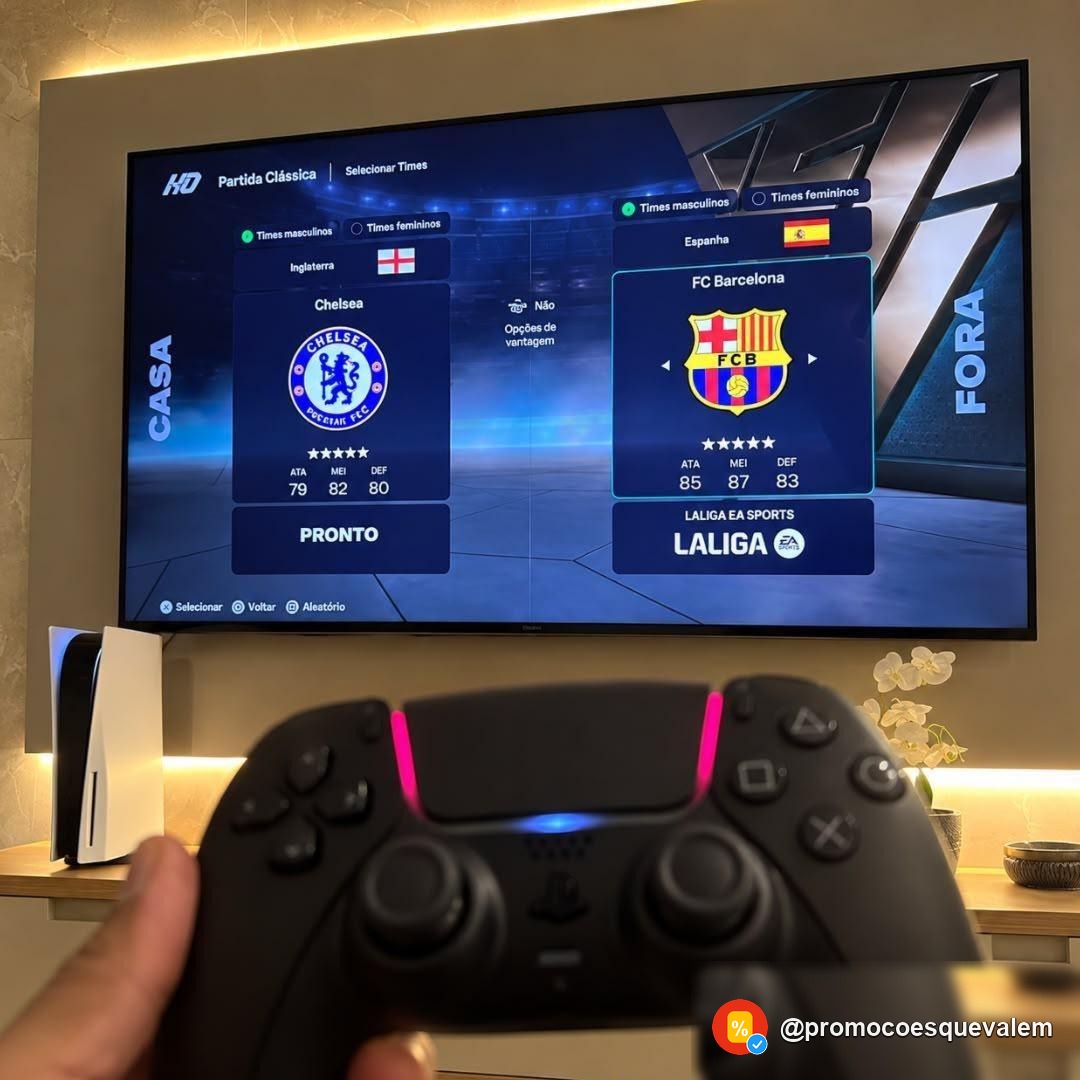 Partida Clássica
Selecionar Times
Times masculinos
Times femininos
Inglaterra
Chelsea
CHELSEA
CASA
ATA MEI DEF
79 82 80
PRONTO
Não
Opções de
vantagem
Times masculinos
Times femininos
Espanha
FC Barcelona
FCB
FORA
ATA MEI DEF
85 87 83
LALIGA EA SPORTS
LALIGA
EA
SPORTS
Selecionar
Voltar
Aleatório
%
@promocoesquevalem